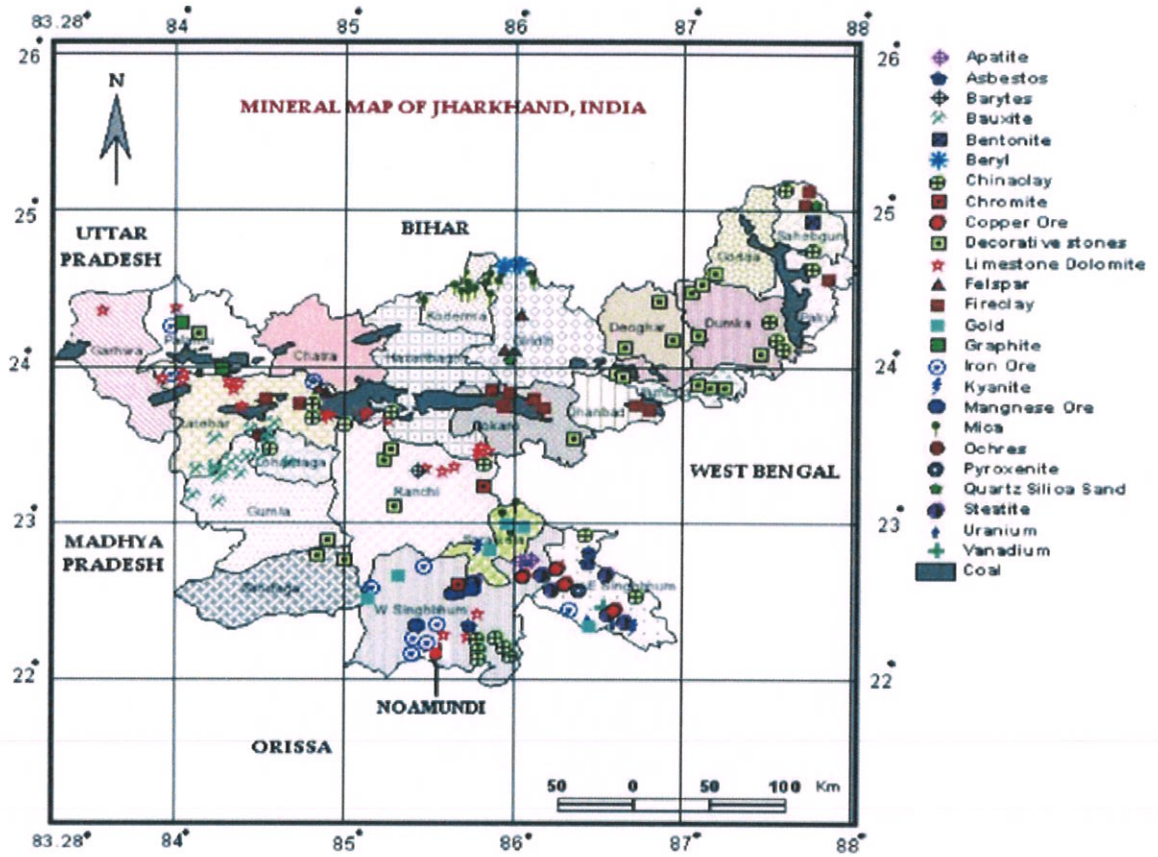 83.28°
84°
85°
86°
87°
88°
26°
26°
N
MINERAL MAP OF JHARKHAND, INDIA
25°
25°
UTTAR
PRADESH
BIHAR
Sahebgunj
Godda
Koderma
Giridih
Deoghar
Dumka
Pakur
Garhwa
Palamu
Chatra
Hazaribagh
24°
24°
Dhanbad
Latehar
Bokaro
Lohardaga
WEST BENGAL
Ranchi
Gumla
23°
23°
MADHYA
PRADESH
Simdega
W Singhbhum
E Singhbhum
22°
22°
NOAMUNDI
ORISSA
50 0 50 100 Km
83.28°
84°
85°
86°
87°
88°
Apatite
Asbestos
Barytes
Bauxite
Bentonite
Beryl
Chinaclay
Chromite
Copper Ore
Decorative stones
Limestone Dolomite
Felspar
Fireclay
Gold
Graphite
Iron Ore
Kyanite
Mangnese Ore
Mica
Ochres
Pyroxenite
Quartz Silica Sand
Steatite
Uranium
Vanadium
Coal